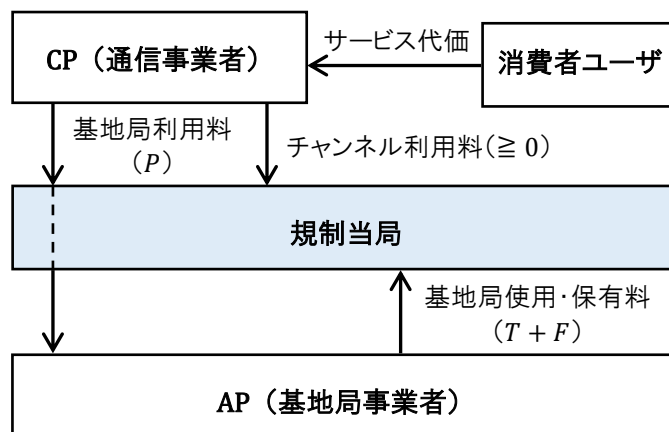 CP（通信事業者）
サービス代価
消費者ユーザ
基地局利用料
（P）
チャンネル利用料(≧ 0）
規制当局
基地局使用・保有料
（T + F）
AP（基地局事業者）